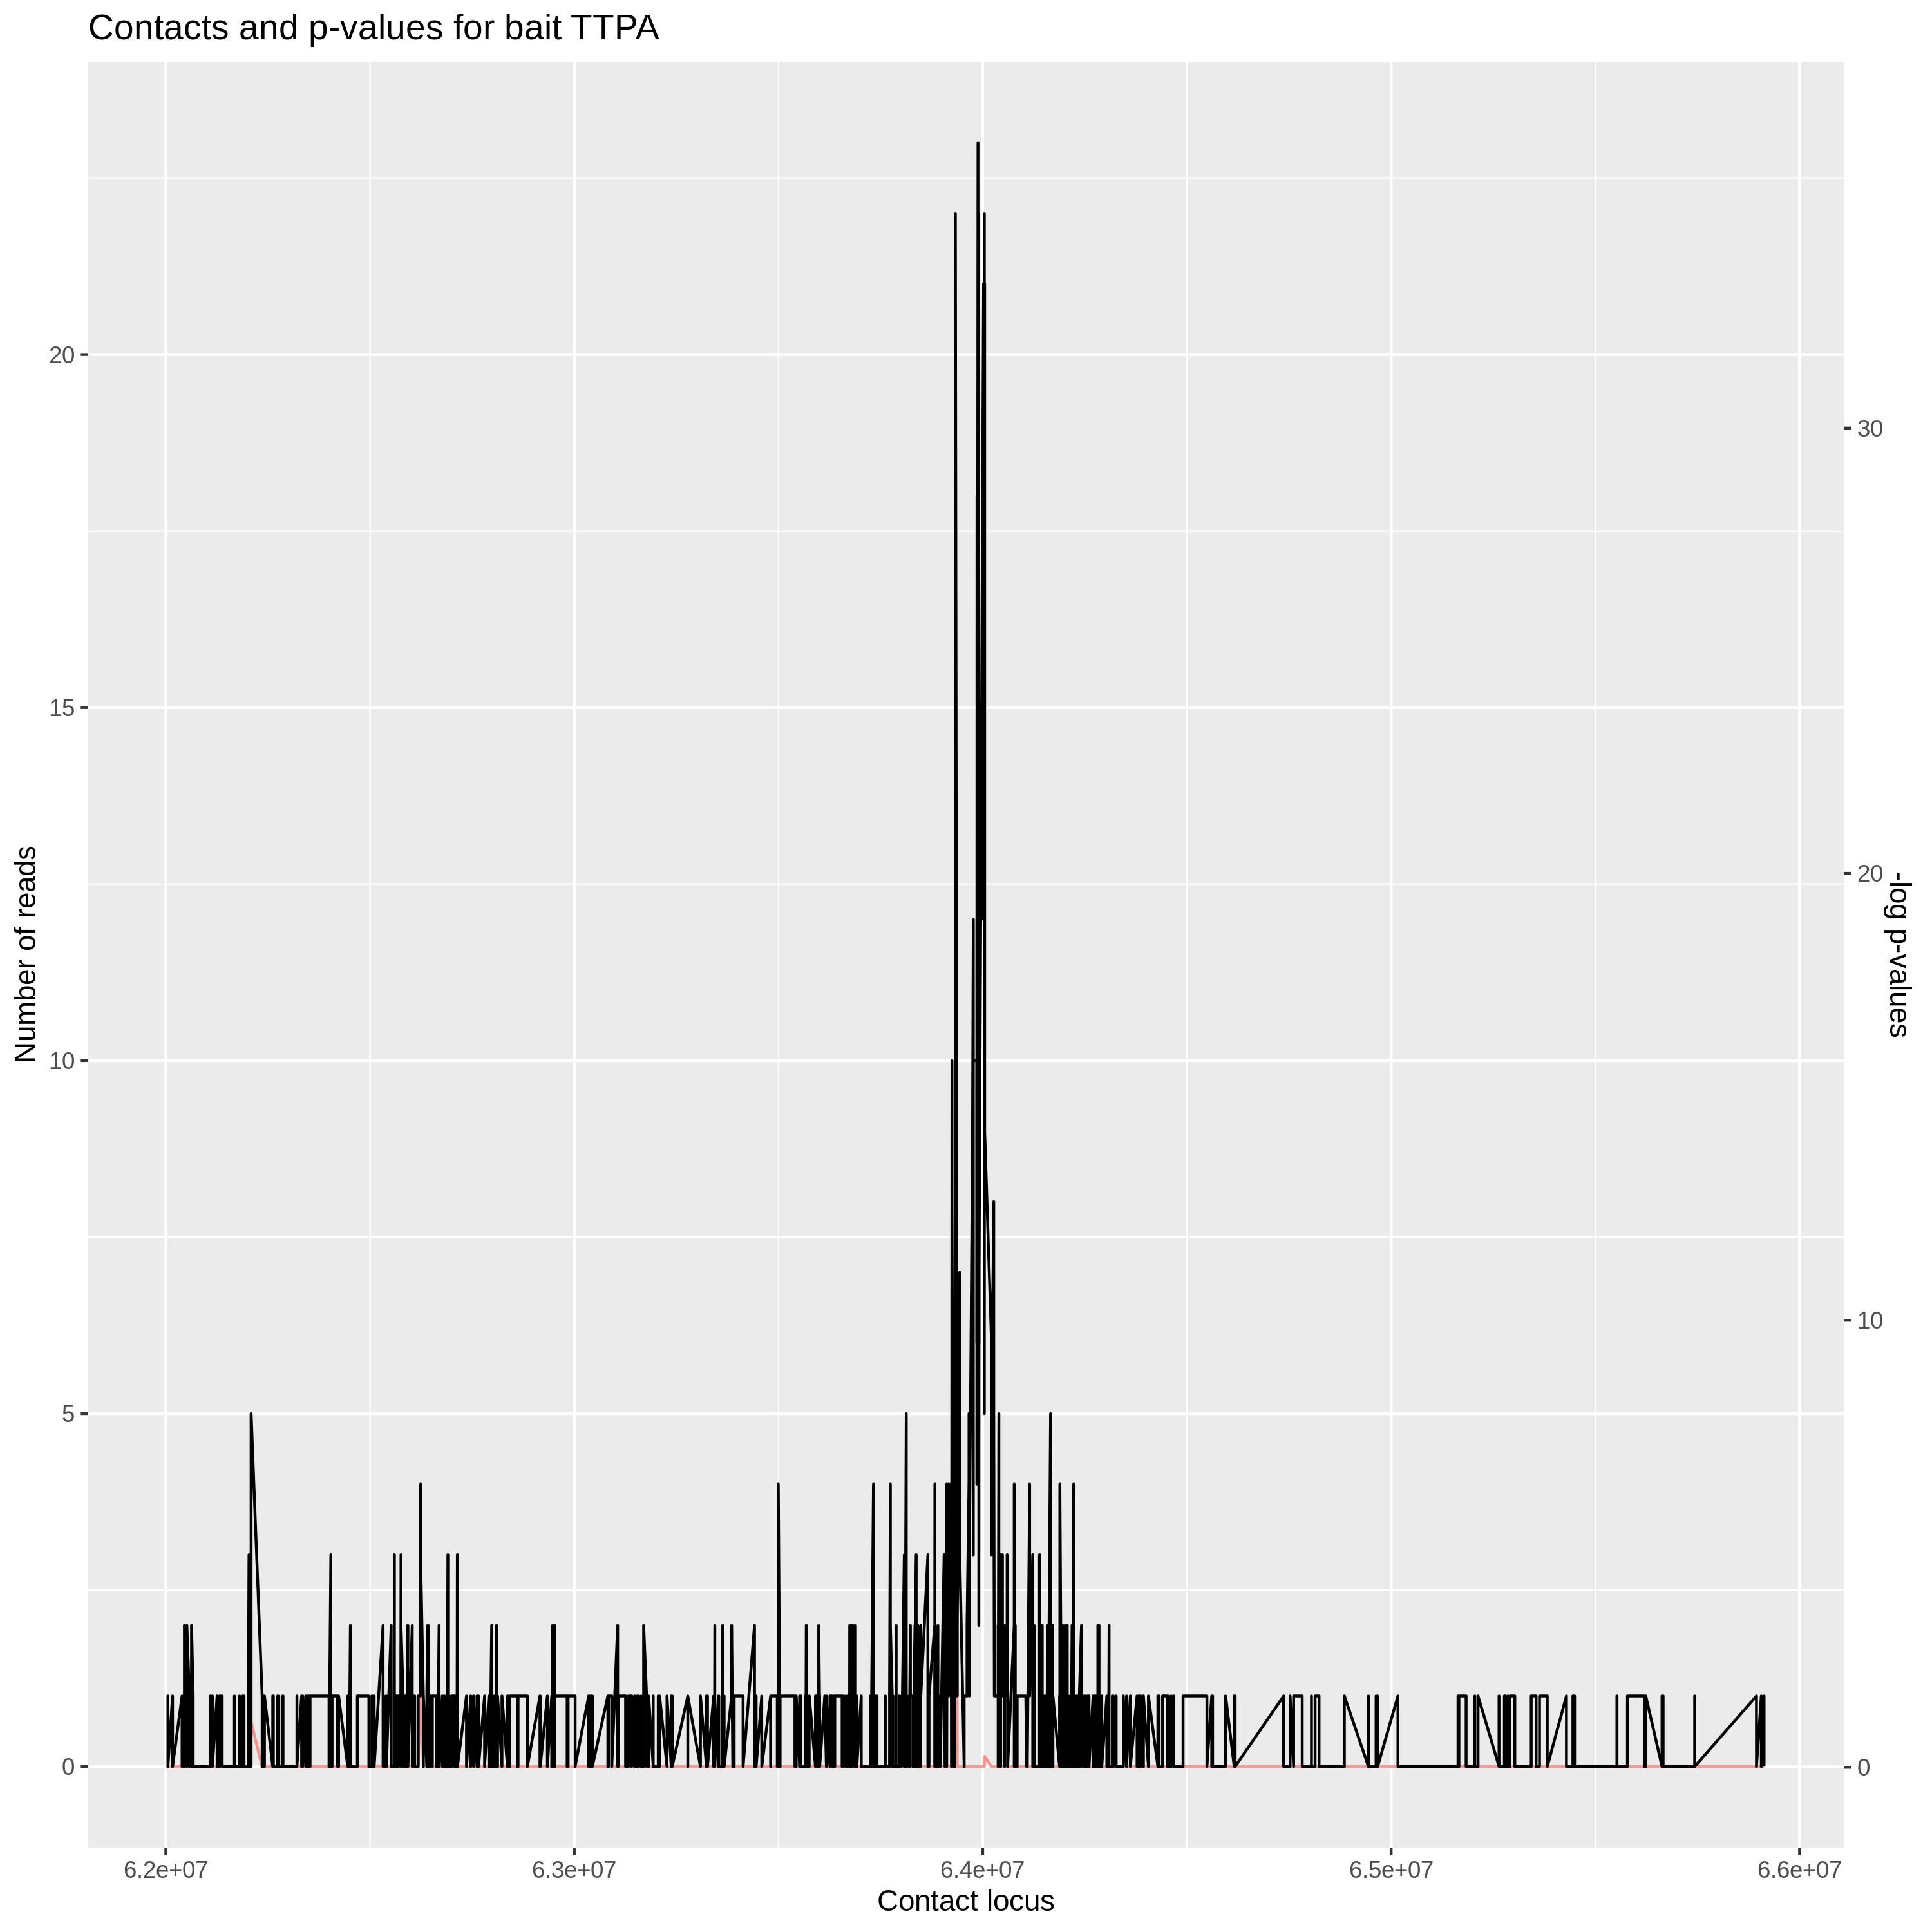 Contacts and p-values for bait TTPA
Number of reads
20
15
10
5
0
30
20
10
0
-log p-values
6.2e+07
6.3e+07
6.4e+07
6.5e+07
6.6e+07
Contact locus